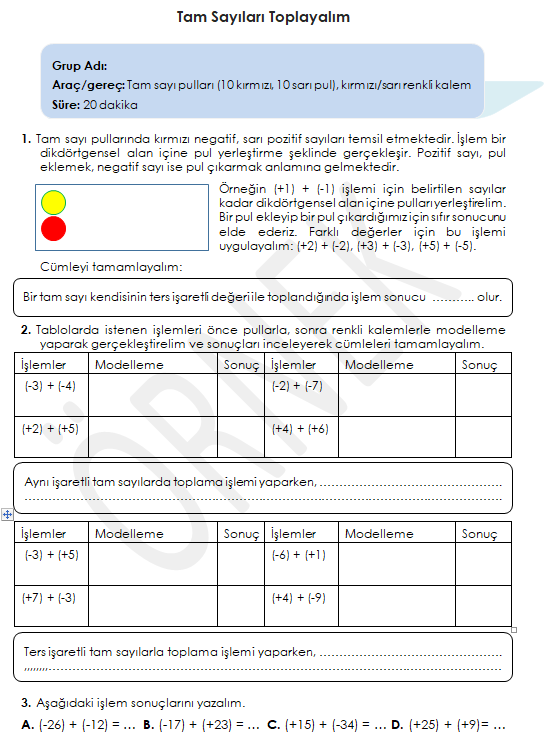 Tam Sayıları Toplayalım
Grup Adı:
Araç/gereç: Tam sayı pulları (10 kırmızı, 10 sarı pul), kırmızı/sarı renkli kalem
Süre: 20 dakika
1. Tam sayı pullarında kırmızı negatif, sarı pozitif sayıları temsil etmektedir. İşlem bir
dikdörtgensel alan içine pul yerleştirme şeklinde gerçekleşir. Pozitif sayı, pul
eklemek, negatif sayı ise pul çıkarmak anlamına gelmektedir.
Örneğin (+1) + (-1) işlemi için belirtilen sayılar
kadar dikdörtgensel alan içine pulları yerleştirelim.
Bir pul ekleyip bir pul çıkardığımız için sıfır sonucunu
elde ederiz. Farklı değerler için bu işlemi
uygulayalım: (+2) + (-2), (+3) + (-3), (+5) + (-5).
Cümleyi tamamlayalım:
Bir tam sayı kendisinin ters işaretli değeri ile toplandığında işlem sonucu ........... olur.
2. Tablolarda istenen işlemleri önce pullarla, sonra renkli kalemlerle modelleme
yaparak gerçekleştirelim ve sonuçları inceleyerek cümleleri tamamlayalım.
İşlemler Modelleme Sonuç İşlemler Modelleme Sonuç
(-3) + (-4) (-2) + (-7)
(+2) + (+5) (+4) + (+6)
Aynı işaretli tam sayılarda toplama işlemi yaparken, ..............................................
........................................................................................................................
İşlemler Modelleme Sonuç İşlemler Modelleme Sonuç
(-3) + (+5) (-6) + (+1)
(+7) + (-3) (+4) + (-9)
Ters işaretli tam sayılarla toplama işlemi yaparken, ..............................................
,,,,,,,,..................................................................................................................
3. Aşağıdaki işlem sonuçlarını yazalım.
A. (-26) + (-12) = ... B. (-17) + (+23) = ... C. (+15) + (-34) = ... D. (+25) + (+9)= ...
ÖRNEK